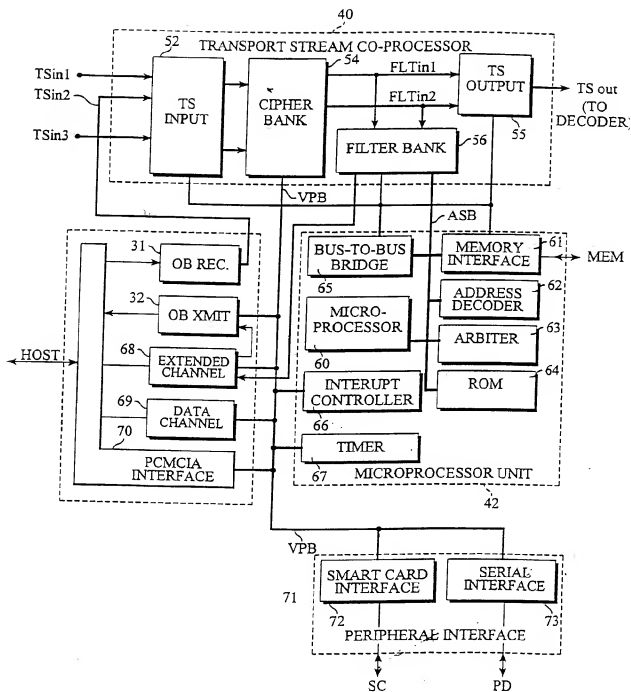 40
52
TRANSPORT STREAM CO-PROCESSOR
54
TSin1
TSin2
TSin3
TS
INPUT
CIPHER
BANK
FLTin1
FLTin2
TS
OUTPUT
TS out
(TO
DECODER)
55
56
FILTER BANK
VPB
ASB
31
OB REC.
32
OB XMIT
68
EXTENDED
CHANNEL
HOST
69
DATA
CHANNEL
70
PCMCIA
INTERFACE
BUS-TO-BUS
BRIDGE
65
MICRO-
PROCESSOR
60
INTERUPT
CONTROLLER
66
TIMER
67
61
MEMORY
INTERFACE
MEM
62
ADDRESS
DECODER
63
ARBITER
64
ROM
MICROPROCESSOR UNIT
42
VPB
71
SMART CARD
INTERFACE
72
SERIAL
INTERFACE
73
PERIPHERAL INTERFACE
SC
PD